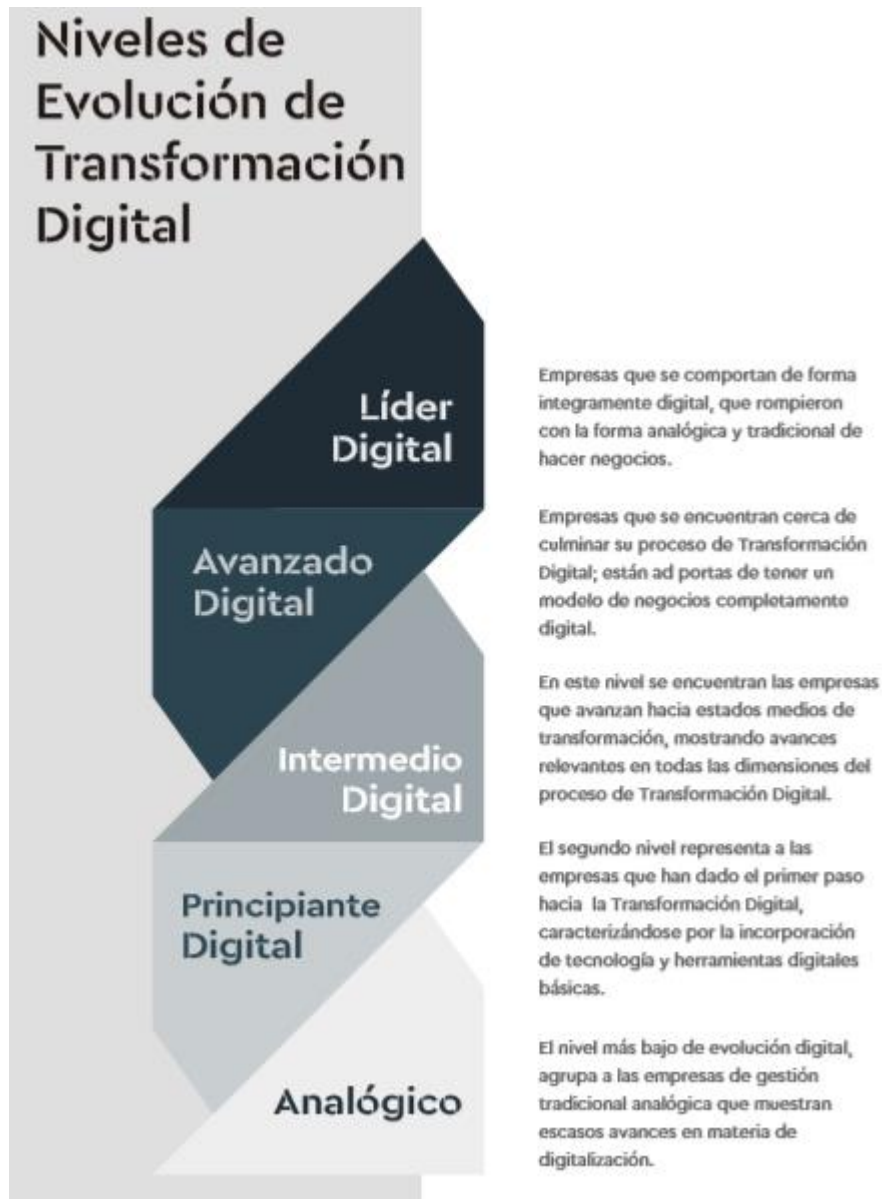 Niveles de
Evolución de
Transformación
Digital
Líder
Digital
Empresas que se comportan de forma
integramente digital, que rompieron
con la forma analógica y tradicional de
hacer negocios.
Avanzado
Digital
Empresas que se encuentran cerca de
culminar su proceso de Transformación
Digital; están ad portas de tener un
modelo de negocios completamente
digital.
Intermedio
Digital
En este nivel se encuentran las empresas
que avanzan hacia estados medios de
transformación, mostrando avances
relevantes en todas las dimensiones del
proceso de Transformación Digital.
Principiante
Digital
El segundo nivel representa a las
empresas que han dado el primer paso
hacia la Transformación Digital,
caracterizándose por la incorporación
de tecnología y herramientas digitales
básicas.
Analógico
El nivel más bajo de evolución digital,
agrupa a las empresas de gestión
tradicional analógica que muestran
escasos avances en materia de
digitalización.